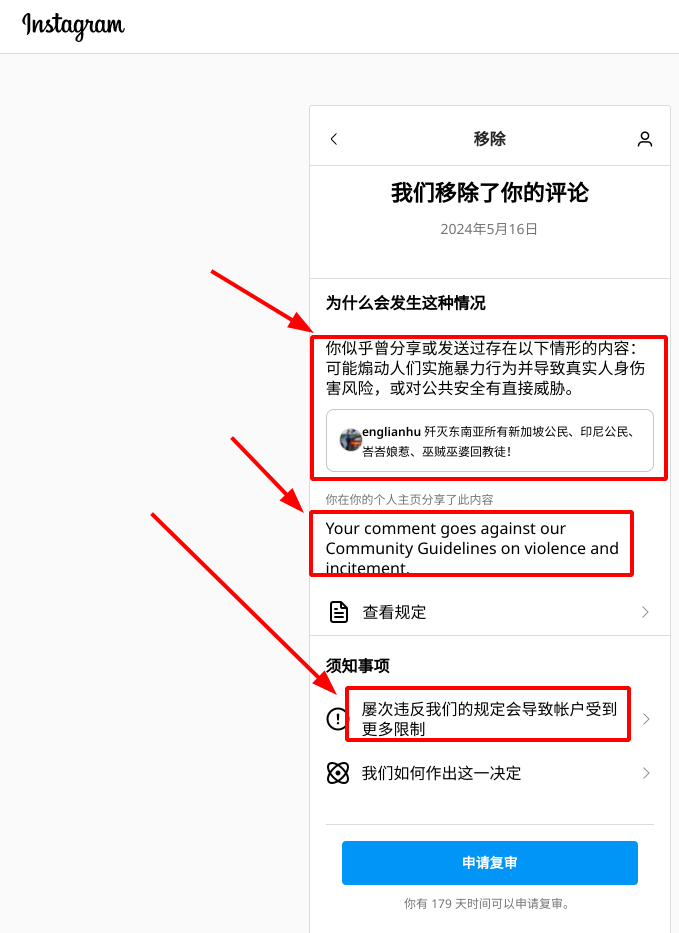 Instagram
移除
我们移除了你的评论
2024年5月16日
为什么会发生这种情况
你似乎曾分享或发送过存在以下情形的内容：
可能煽动人们实施暴力行为并导致真实人身伤
害风险，或对公共安全有直接威胁。
englianhu 歼灭东南亚所有新加坡公民、印尼公民、
峇峇娘惹、巫贼巫婆回教徒！
你在你的个人主页分享了此内容
Your comment goes against our
Community Guidelines on violence and
incitement.
查看规定
须知事项
屡次违反我们的规定会导致帐户受到
更多限制
我们如何作出这一决定
申请复审
你有 179 天时间可以申请复审。